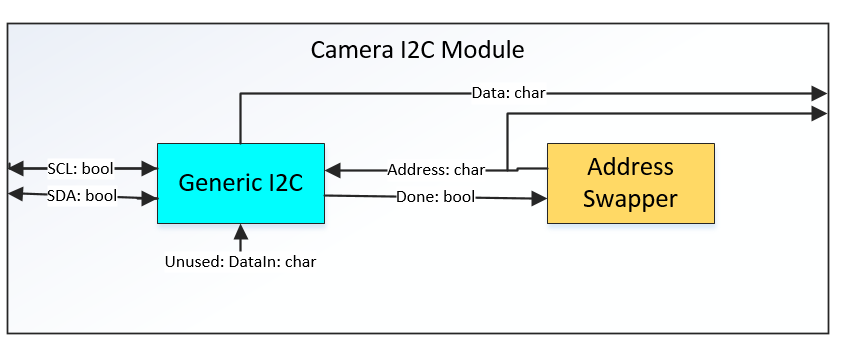 Camera I2C Module
Data: char
SCL: bool
SDA: bool
Generic I2C
Address: char
Done: bool
Address
Swapper
Unused: DataIn: char